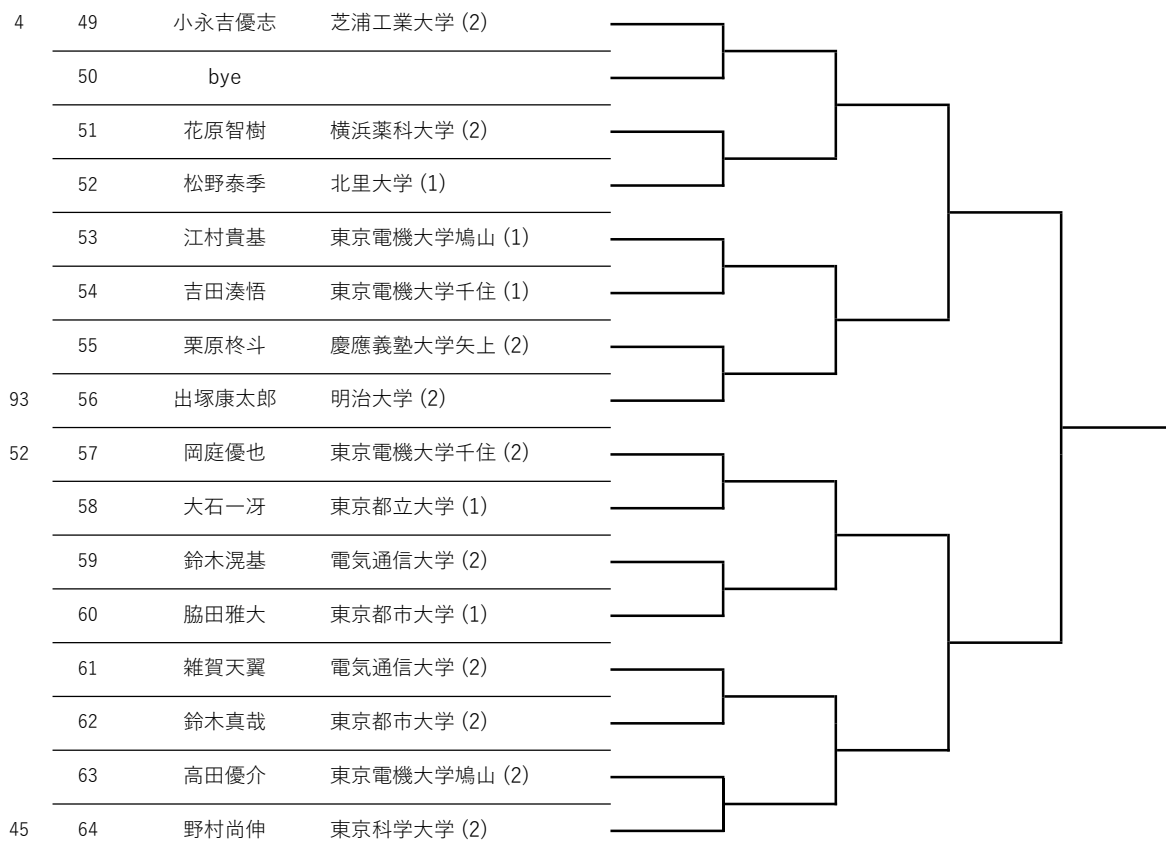 4 49 小永吉優志 芝浦工業大学 (2)
50 bye
51 花原智樹 横浜薬科大学 (2)
52 松野泰季 北里大学 (1)
53 江村貴基 東京電機大学鳩山 (1)
54 吉田湊悟 東京電機大学千住 (1)
55 栗原柊斗 慶應義塾大学矢上 (2)
93 56 出塚康太郎 明治大学 (2)
52 57 岡庭優也 東京電機大学千住 (2)
58 大石一冴 東京都立大学 (1)
59 鈴木滉基 電気通信大学 (2)
60 脇田雅大 東京都市大学 (1)
61 雑賀天翼 電気通信大学 (2)
62 鈴木真哉 東京都市大学 (2)
63 高田優介 東京電機大学鳩山 (2)
45 64 野村尚伸 東京科学大学 (2)